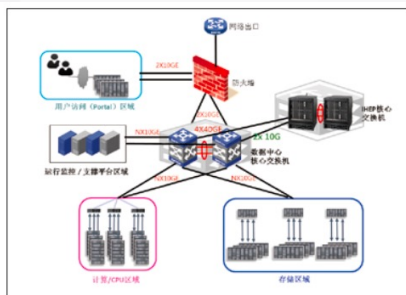 网络出口
2X10GE
防火墙
用户访问（Portal）区域
2X10GE
IHEP核心
交换机
NX10GE
4X40GE
2x 10G
数据中心
核心交换机
运行监控／支撑平台区域
NX10GE
NX10GE
计算/CPU区域
存储区域